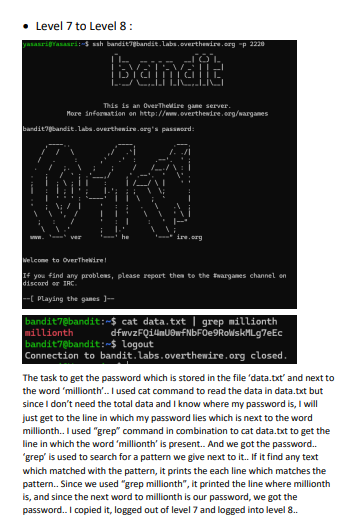 • Level 7 to Level 8 :
yasasri@Yasasri:~$ ssh bandit7@bandit.labs.overthewire.org -p 2220
This is an OverTheWire game server.
More information on http://www.overthewire.org/wargames
bandit7@bandit.labs.overthewire.org's password:
www. ver he ire.org
Welcome to OverTheWire!
If you find any problems, please report them to the #wargames channel on
discord or IRC.
--[ Playing the games ]--
bandit7@bandit:~$ cat data.txt | grep millionth
millionth dfwvzFQi4mU0wfNbFOe9RoWskMLg7eEc
bandit7@bandit:~$ logout
Connection to bandit.labs.overthewire.org closed.
The task to get the password which is stored in the file ‘data.txt’ and next to
the word ‘millionth’.. I used cat command to read the data in data.txt but
since I don’t need the total data and I know where my password is, I will
just get to the line in which my password lies which is next to the word
millionth.. I used “grep” command in combination to cat data.txt to get the
line in which the word ‘millionth’ is present.. And we got the password..
‘grep’ is used to search for a pattern we give next to it.. If it find any text
which matched with the pattern, it prints the each line which matches the
pattern.. Since we used “grep millionth”, it printed the line where millionth
is, and since the next word to millionth is our password, we got the
password.. I copied it, logged out of level 7 and logged into level 8..